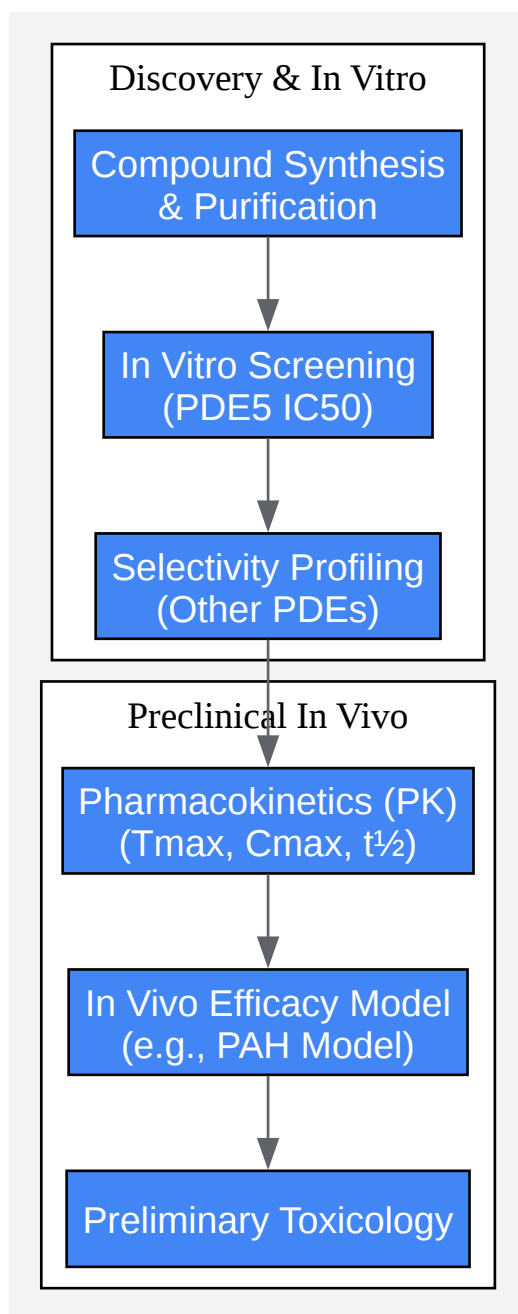 Discovery & In Vitro
Compound Synthesis
& Purification
In Vitro Screening
(PDE5 IC50)
Selectivity Profiling
(Other PDEs)
Preclinical In Vivo
Pharmacokinetics (PK)
(Tmax, Cmax, t½)
In Vivo Efficacy Model
(e.g., PAH Model)
Preliminary Toxicology